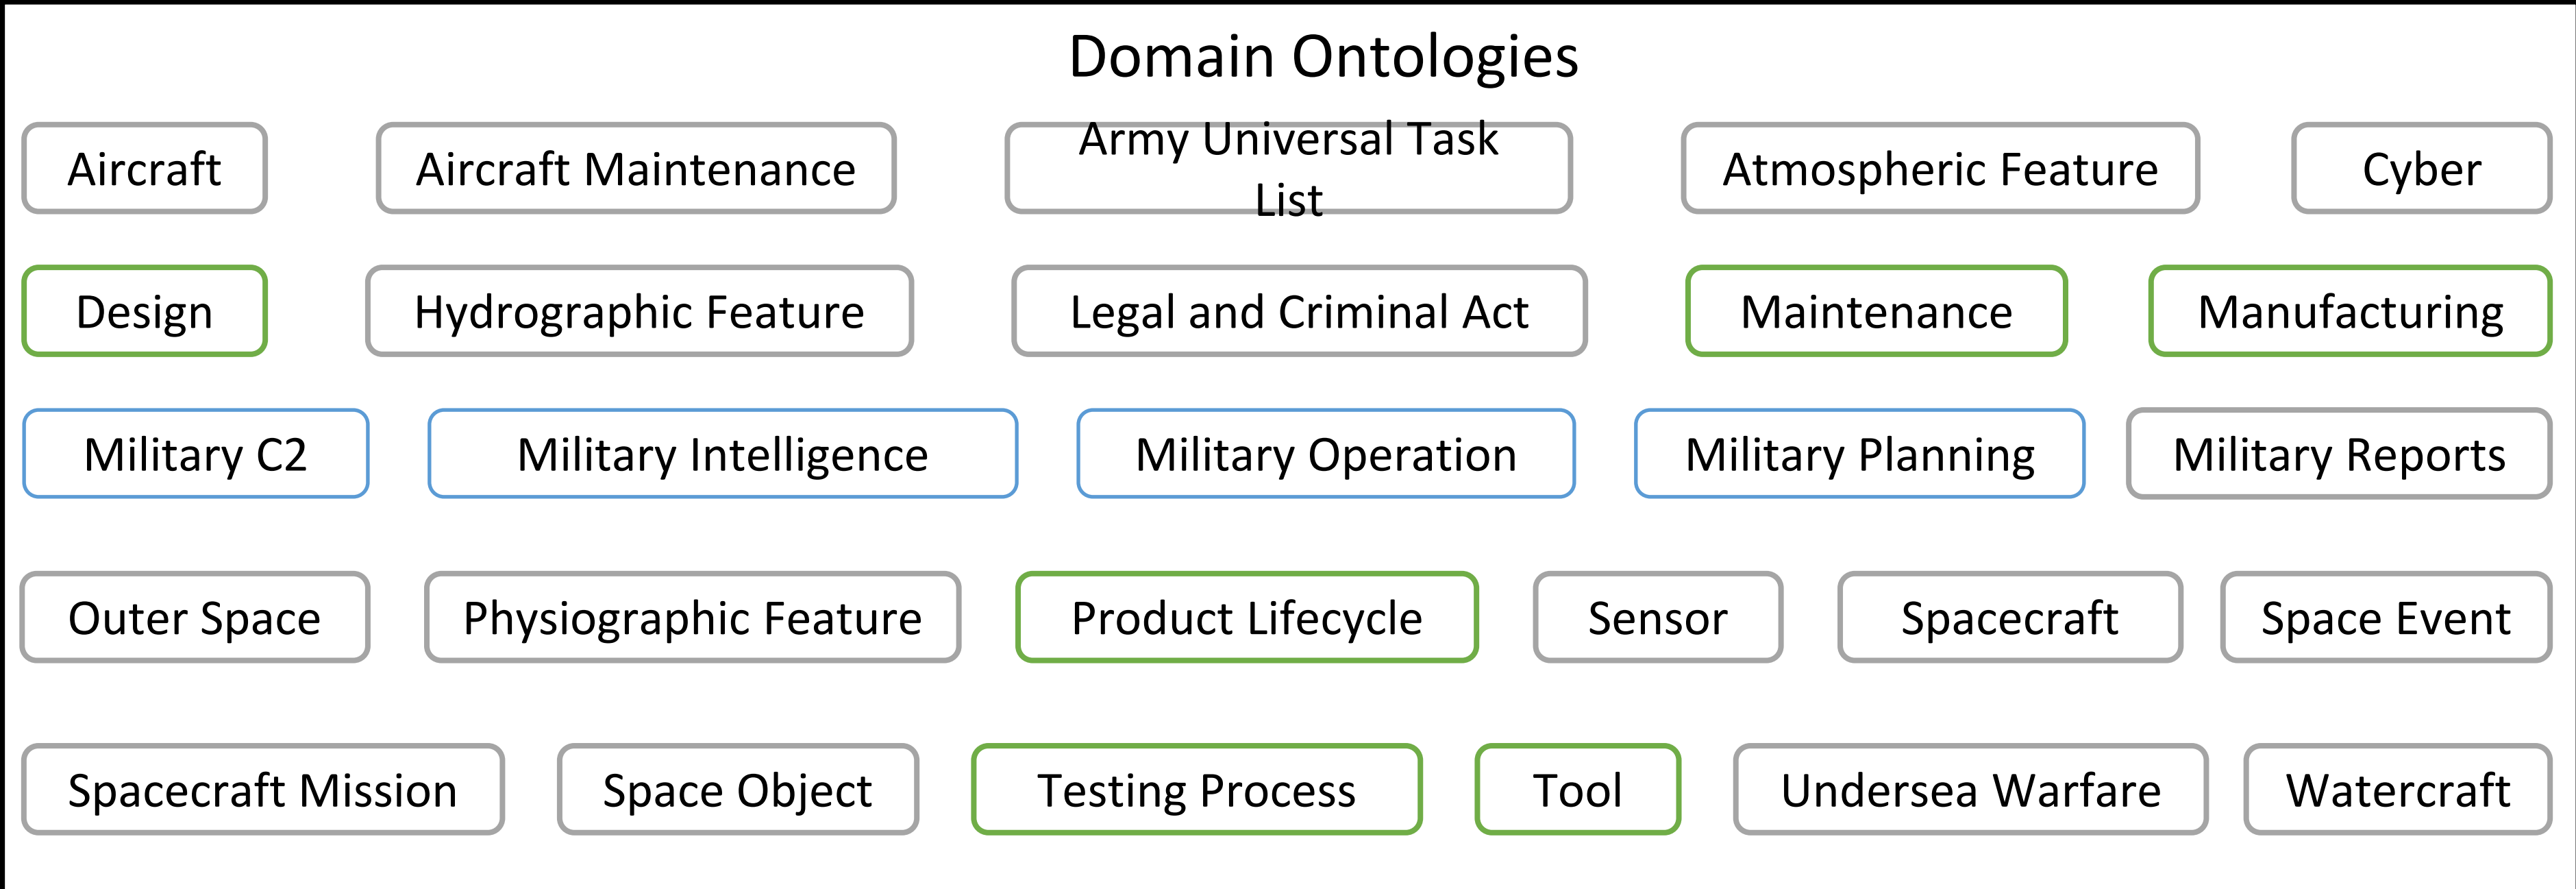 Domain Ontologies
Aircraft
Aircraft Maintenance
Army Universal Task
List
Atmospheric Feature
Cyber
Design
Hydrographic Feature
Legal and Criminal Act
Maintenance
Manufacturing
Military C2
Military Intelligence
Military Operation
Military Planning
Military Reports
Outer Space
Physiographic Feature
Product Lifecycle
Sensor
Spacecraft
Space Event
Spacecraft Mission
Space Object
Testing Process
Tool
Undersea Warfare
Watercraft